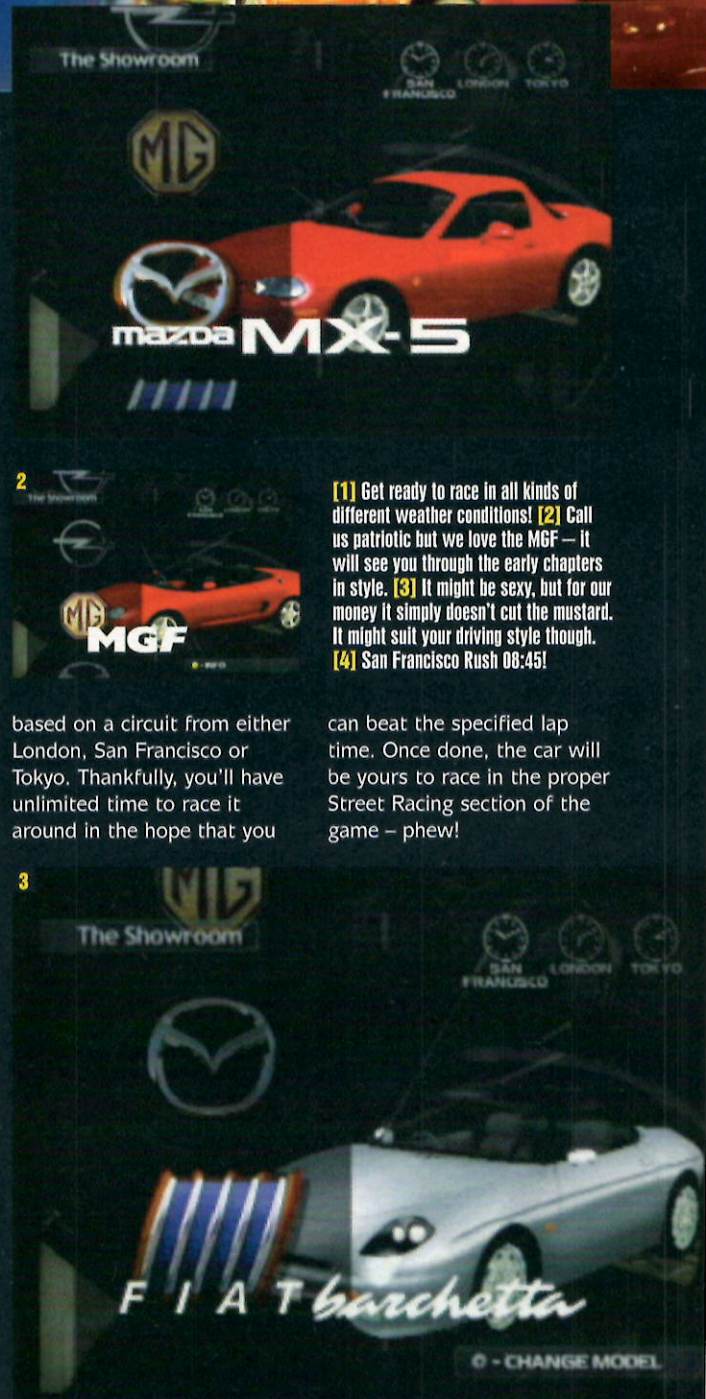 The Showroom
SAN FRANCISCO
LONDON
TOKYO
MG
mazda MX-5
2
The Showroom
MG
MGF
- INFO
[1] Get ready to race in all kinds of
different weather conditions! [2] Call
us patriotic but we love the MGF – it
will see you through the early chapters
in style. [3] It might be sexy, but for our
money it simply doesn't cut the mustard.
It might suit your driving style though.
[4] San Francisco Rush 08:45!
based on a circuit from either
London, San Francisco or
Tokyo. Thankfully, you'll have
unlimited time to race it
around in the hope that you
can beat the specified lap
time. Once done, the car will
be yours to race in the proper
Street Racing section of the
game – phew!
3
MG
The Showroom
SAN FRANCISCO
LONDON
TOKYO
FIAT barchetta
- CHANGE MODEL